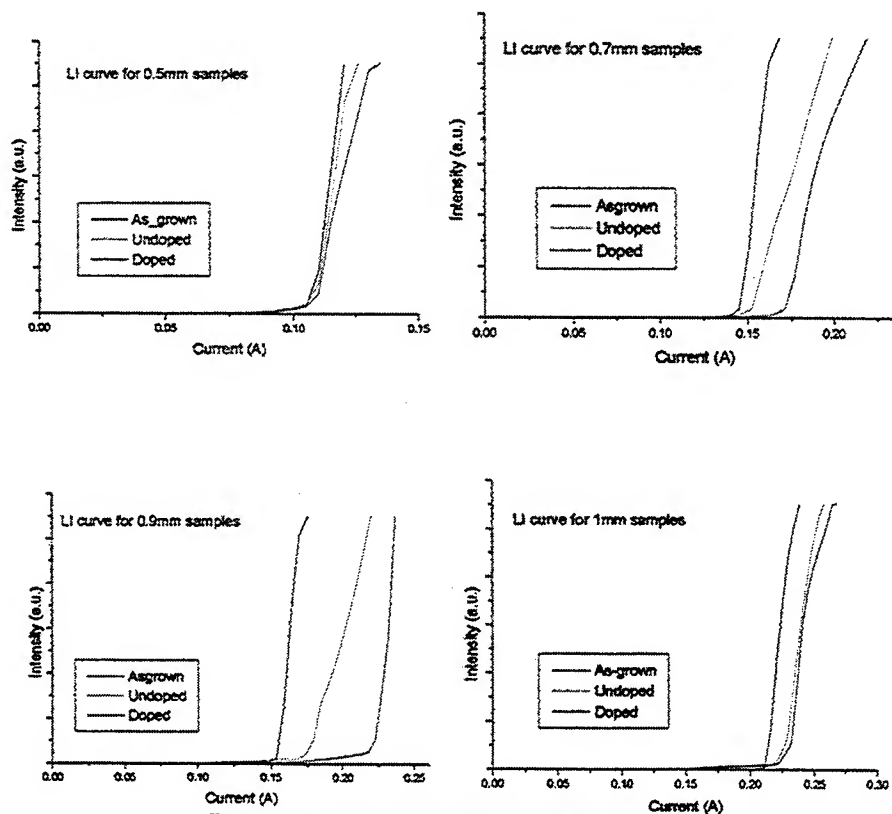 LI curve for 0.5mm samples
Intensity (a.u.)
As_grown
Undoped
Doped
0.00
0.05
0.10
0.15
Current (A)
LI curve for 0.7mm samples
Intensity (a.u.)
Asgrown
Undoped
Doped
0.00
0.05
0.10
0.15
0.20
Current (A)
LI curve for 0.9mm samples
Intensity (a.u.)
Asgrown
Undoped
Doped
0.00
0.05
0.10
0.15
0.20
0.25
Current (A)
LI curve for 1mm samples
Intensity (a.u.)
As-grown
Undoped
Doped
0.00
0.05
0.10
0.15
0.20
0.25
0.30
Current (A)